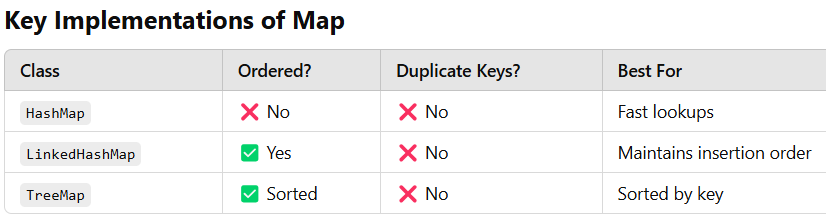 Key Implementations of Map
Class Ordered? Duplicate Keys? Best For
HashMap ❌ No ❌ No Fast lookups
LinkedHashMap ✅ Yes ❌ No Maintains insertion order
TreeMap ✅ Sorted ❌ No Sorted by key